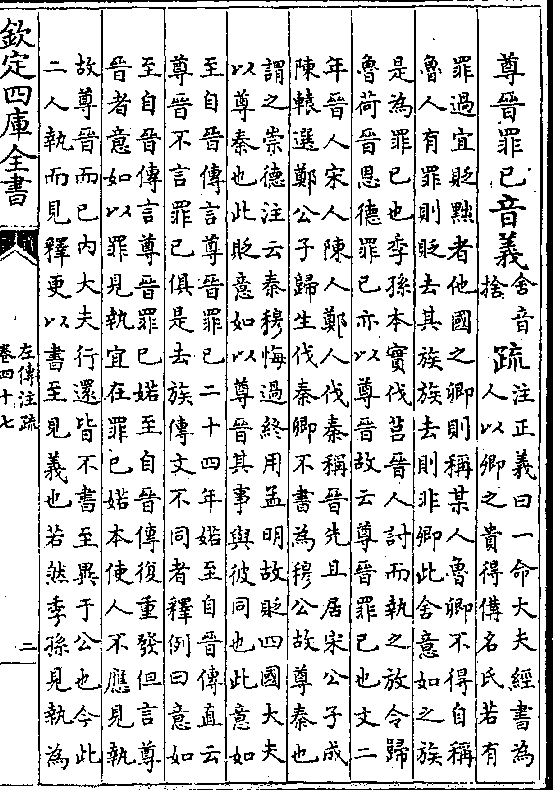 尊晉罪己音義舍音捨疏注正義曰一命大夫經書為
人以卿之貴得備名氏若有
罪過宜貶黜者他國之卿則稱某人魯卿不得自稱
魯人有罪則貶去其族族去則非卿此舍意如之族
是為罪已也季孫本實伐莒晉人討而執之放令歸
魯荷晉恩德罪已亦以尊晉故云尊晉罪已也文二
年晉人宋人陳人鄭人伐秦稱晉先且居宋公子成
陳轅選鄭公子歸生伐秦卿不書為穆公故尊秦也
謂之崇德注云秦穆悔過終用孟明故貶四國大夫
以尊秦也此貶意如以尊晉其事與彼同也此意如
至自晉傳言尊晉罪已二十四年婼至自晉傳直云
尊晉不言罪已俱是去族傳文不同者釋例曰意如
至自晉傳言尊晉罪已婼至自晉傳復重發但言尊
晉者意如以罪見執宜在罪已婼本使人不應見執
故尊晉而已內大夫行還皆不書至異于公也今此
二人執而見釋更以書至見義也若然季孫見執為
欽定四庫全書
左傳注疏
卷四十七
二